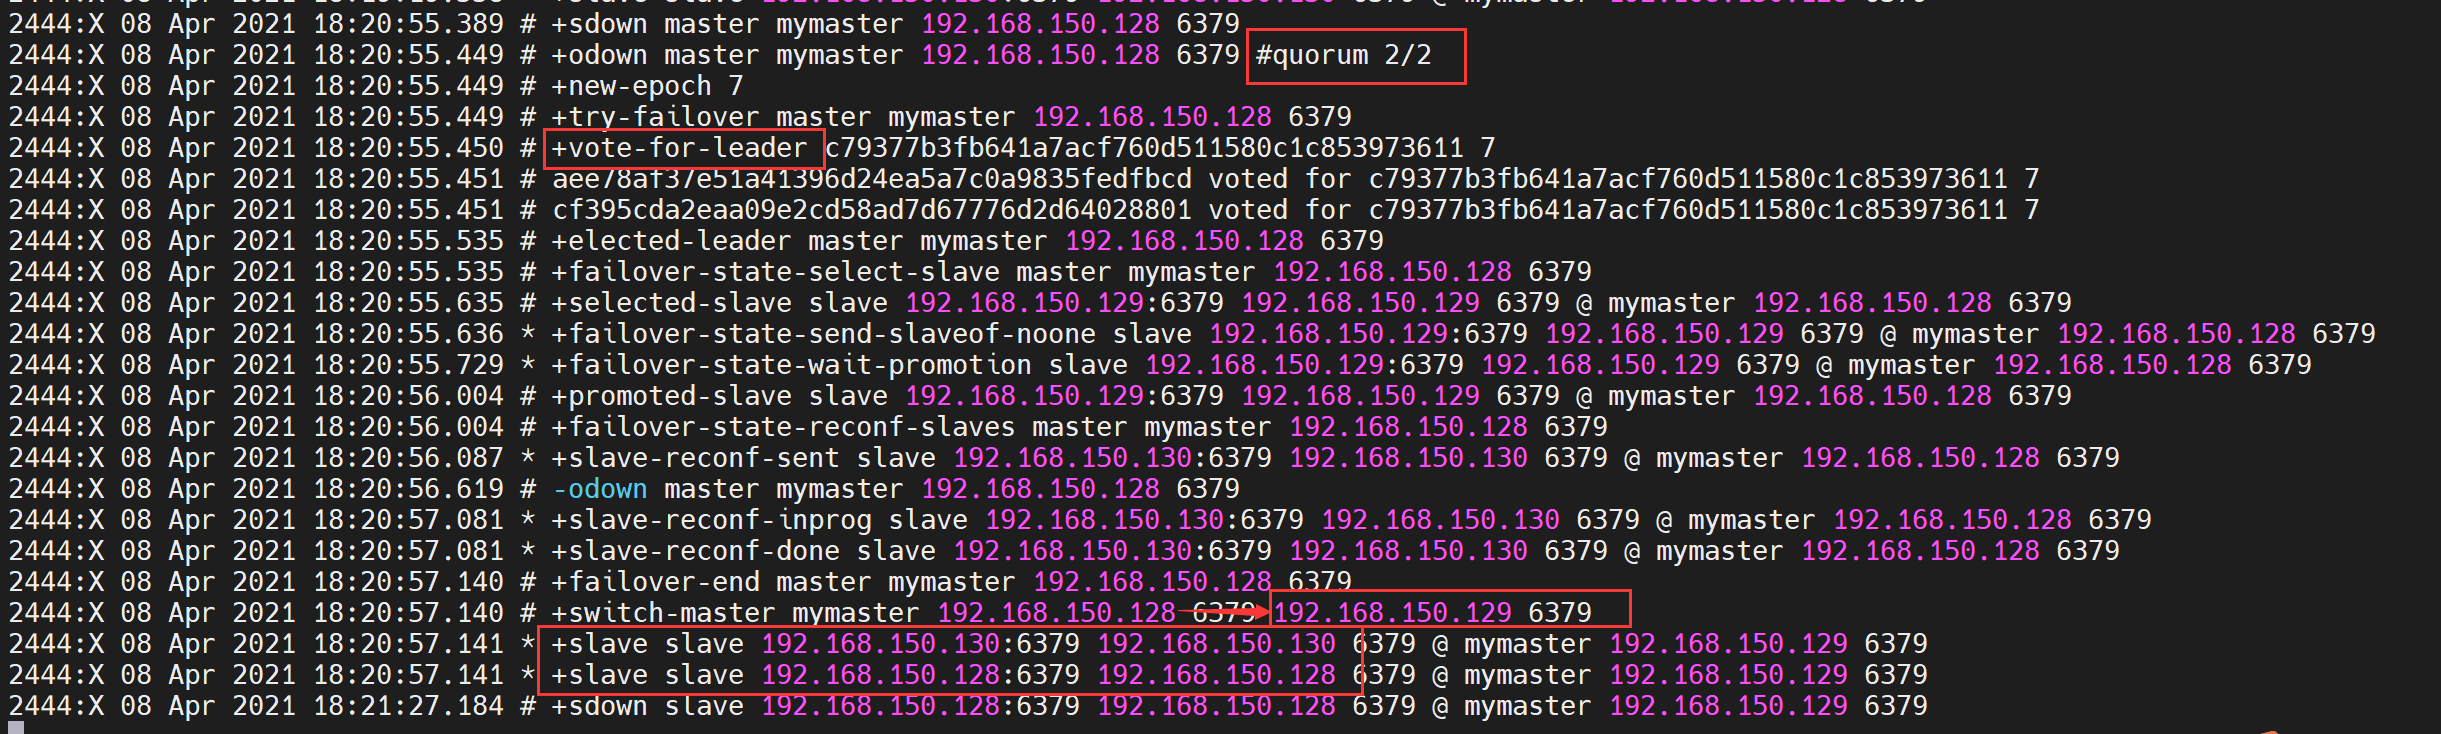 2444:X 08 Apr 2021 18:20:55.389 # +sdown master mymaster 192.168.150.128 6379
2444:X 08 Apr 2021 18:20:55.449 # +odown master mymaster 192.168.150.128 6379 #quorum 2/2
2444:X 08 Apr 2021 18:20:55.449 # +new-epoch 7
2444:X 08 Apr 2021 18:20:55.449 # +try-failover master mymaster 192.168.150.128 6379
2444:X 08 Apr 2021 18:20:55.450 # +vote-for-leader c79377b3fb641a7acf760d511580c1c853973611 7
2444:X 08 Apr 2021 18:20:55.451 # aee78af37e51a41396d24ea5a7c0a9835fedfbcd voted for c79377b3fb641a7acf760d511580c1c853973611 7
2444:X 08 Apr 2021 18:20:55.451 # cf395cda2eaa09e2cd58ad7d67776d2d64028801 voted for c79377b3fb641a7acf760d511580c1c853973611 7
2444:X 08 Apr 2021 18:20:55.535 # +elected-leader master mymaster 192.168.150.128 6379
2444:X 08 Apr 2021 18:20:55.535 # +failover-state-select-slave master mymaster 192.168.150.128 6379
2444:X 08 Apr 2021 18:20:55.635 # +selected-slave slave 192.168.150.129:6379 192.168.150.129 6379 @ mymaster 192.168.150.128 6379
2444:X 08 Apr 2021 18:20:55.636 * +failover-state-send-slaveof-noone slave 192.168.150.129:6379 192.168.150.129 6379 @ mymaster 192.168.150.128 6379
2444:X 08 Apr 2021 18:20:55.729 * +failover-state-wait-promotion slave 192.168.150.129:6379 192.168.150.129 6379 @ mymaster 192.168.150.128 6379
2444:X 08 Apr 2021 18:20:56.004 # +promoted-slave slave 192.168.150.129:6379 192.168.150.129 6379 @ mymaster 192.168.150.128 6379
2444:X 08 Apr 2021 18:20:56.004 # +failover-state-reconf-slaves master mymaster 192.168.150.128 6379
2444:X 08 Apr 2021 18:20:56.087 * +slave-reconf-sent slave 192.168.150.130:6379 192.168.150.130 6379 @ mymaster 192.168.150.128 6379
2444:X 08 Apr 2021 18:20:56.619 # -odown master mymaster 192.168.150.128 6379
2444:X 08 Apr 2021 18:20:57.081 * +slave-reconf-inprog slave 192.168.150.130:6379 192.168.150.130 6379 @ mymaster 192.168.150.128 6379
2444:X 08 Apr 2021 18:20:57.081 * +slave-reconf-done slave 192.168.150.130:6379 192.168.150.130 6379 @ mymaster 192.168.150.128 6379
2444:X 08 Apr 2021 18:20:57.140 # +failover-end master mymaster 192.168.150.128 6379
2444:X 08 Apr 2021 18:20:57.140 # +switch-master mymaster 192.168.150.128 6379 192.168.150.129 6379
2444:X 08 Apr 2021 18:20:57.141 * +slave slave 192.168.150.130:6379 192.168.150.130 6379 @ mymaster 192.168.150.129 6379
2444:X 08 Apr 2021 18:20:57.141 * +slave slave 192.168.150.128:6379 192.168.150.128 6379 @ mymaster 192.168.150.129 6379
2444:X 08 Apr 2021 18:21:27.184 # +sdown slave 192.168.150.128:6379 192.168.150.128 6379 @ mymaster 192.168.150.129 6379